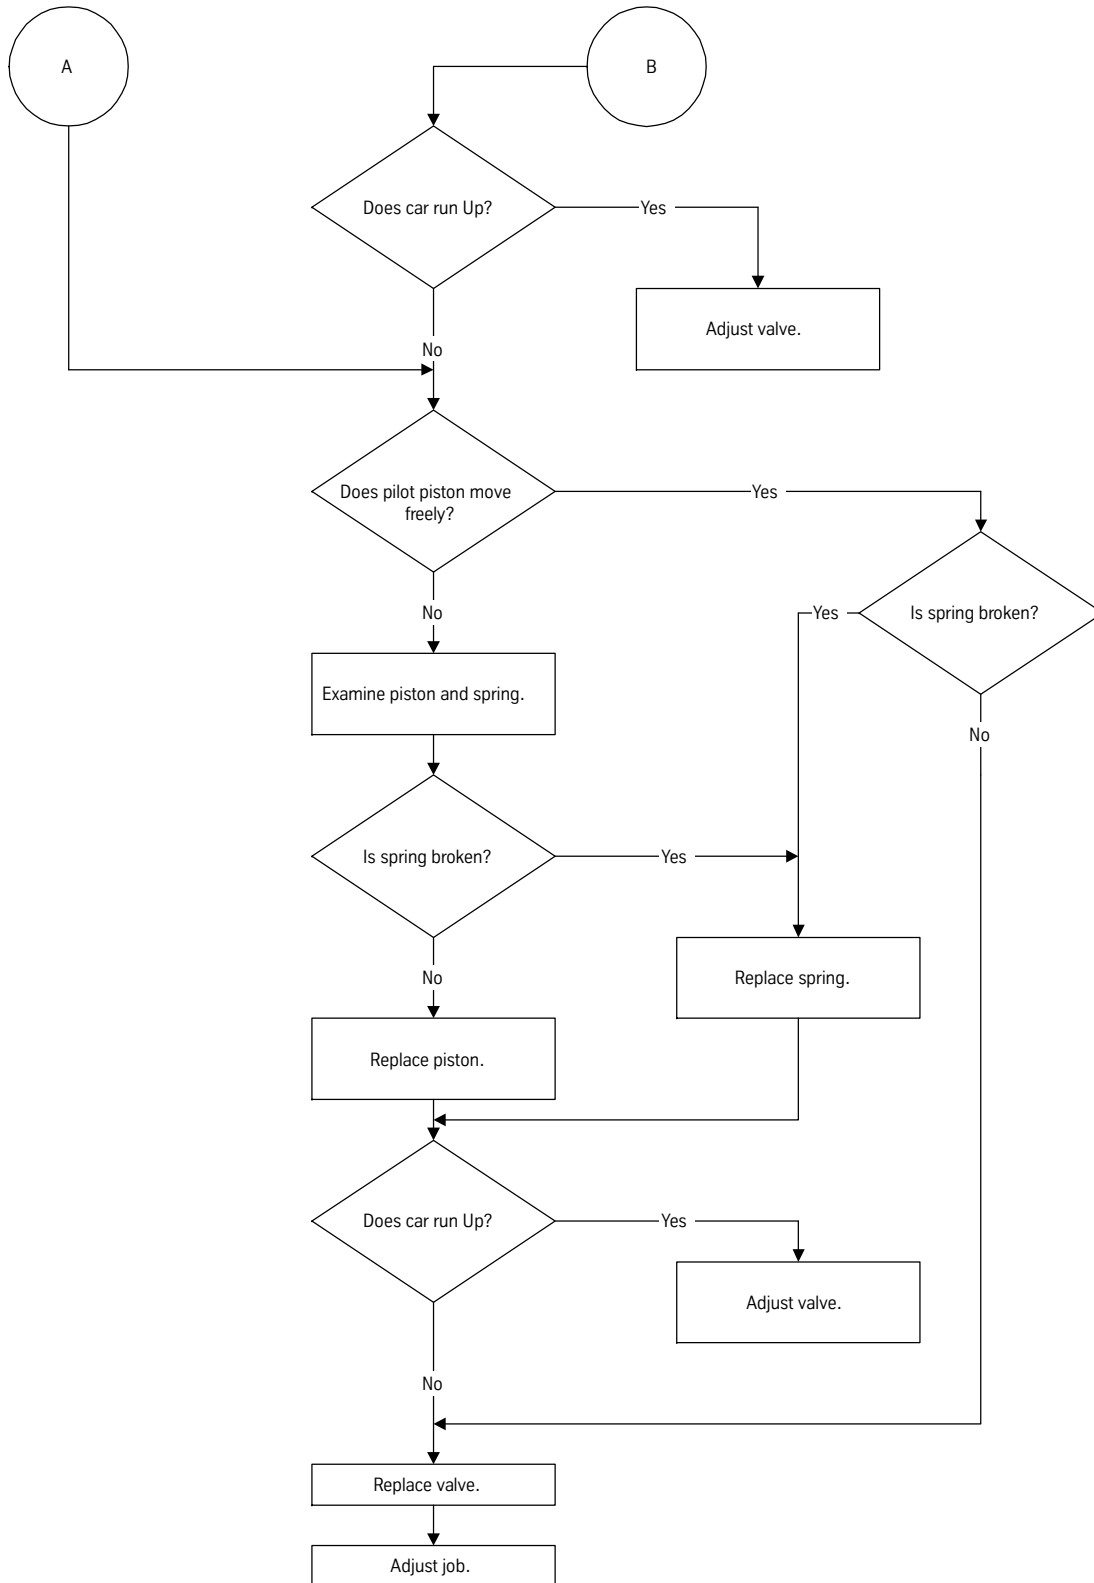 A
B
Does car run Up?
Yes
Adjust valve.
No
Does pilot piston move
freely?
Yes
No
Yes
Is spring broken?
Examine piston and spring.
No
Is spring broken?
Yes
No
Replace spring.
Replace piston.
Does car run Up?
Yes
Adjust valve.
No
Replace valve.
Adjust job.